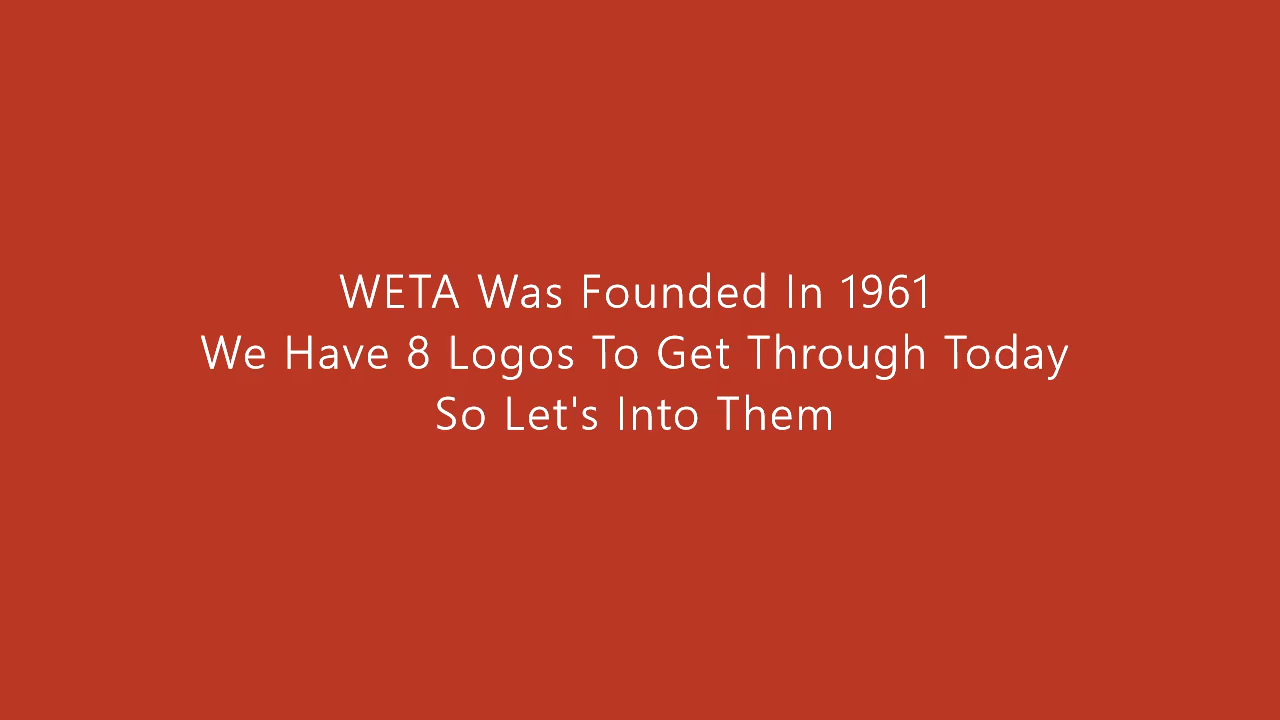 WETA Was Founded In 1961
We Have 8 Logos To Get Through Today
So Let's Into Them